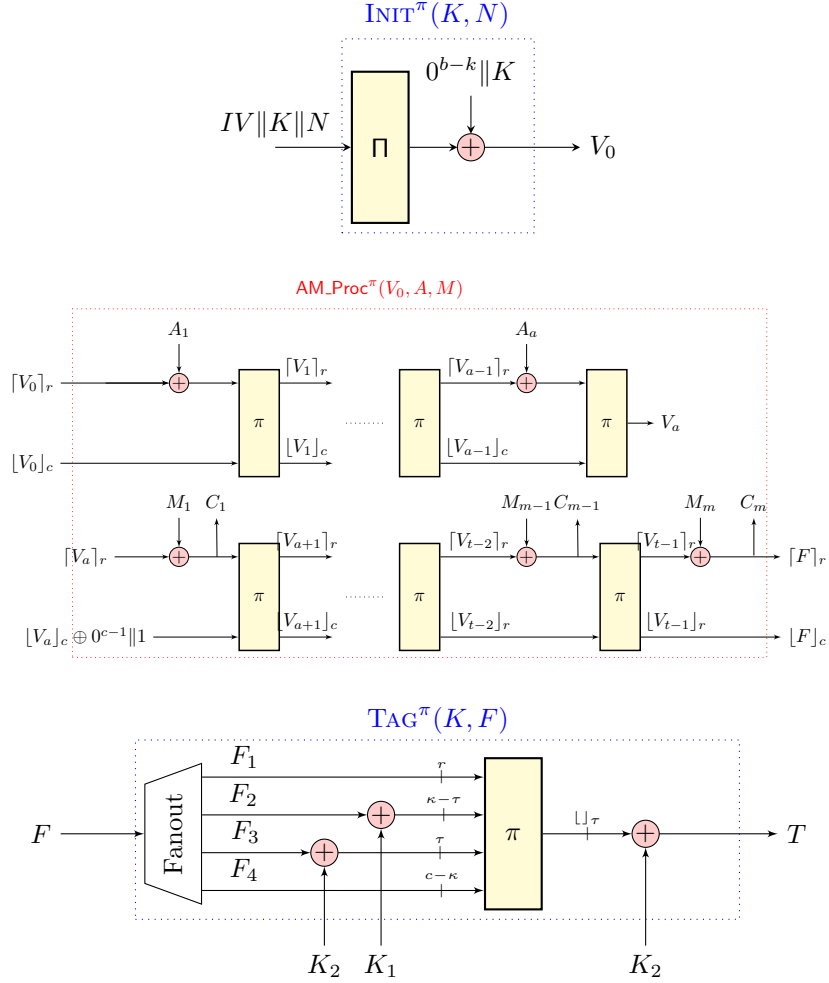 INIT^π(K, N)
0^{b−k}‖K
IV‖K‖N
Π
+
V_0
AM_Proc^π(V_0, A, M)
A_1
A_a
⌈V_0⌉_r
+
⌈V_1⌉_r
⌈V_{a−1}⌉_r
+
π
........
π
π
V_a
⌊V_0⌋_c
⌊V_1⌋_c
⌊V_{a−1}⌋_c
M_1
C_1
M_{m−1}
C_{m−1}
M_m
C_m
⌈V_a⌉_r
+
⌈V_{a+1}⌉_r
⌈V_{t−2}⌉_r
+
⌈V_{t−1}⌉_r
+
⌈F⌉_r
π
........
π
π
⌊V_a⌋_c ⊕ 0^{c−1}‖1
⌊V_{a+1}⌋_c
⌊V_{t−2}⌋_r
⌊V_{t−1}⌋_r
⌊F⌋_c
TAG^π(K, F)
F_1
r
F_2
+
κ−τ
F
Fanout
π
⌊⌋τ
+
T
F_3
+
τ
F_4
c−κ
K_2
K_1
K_2